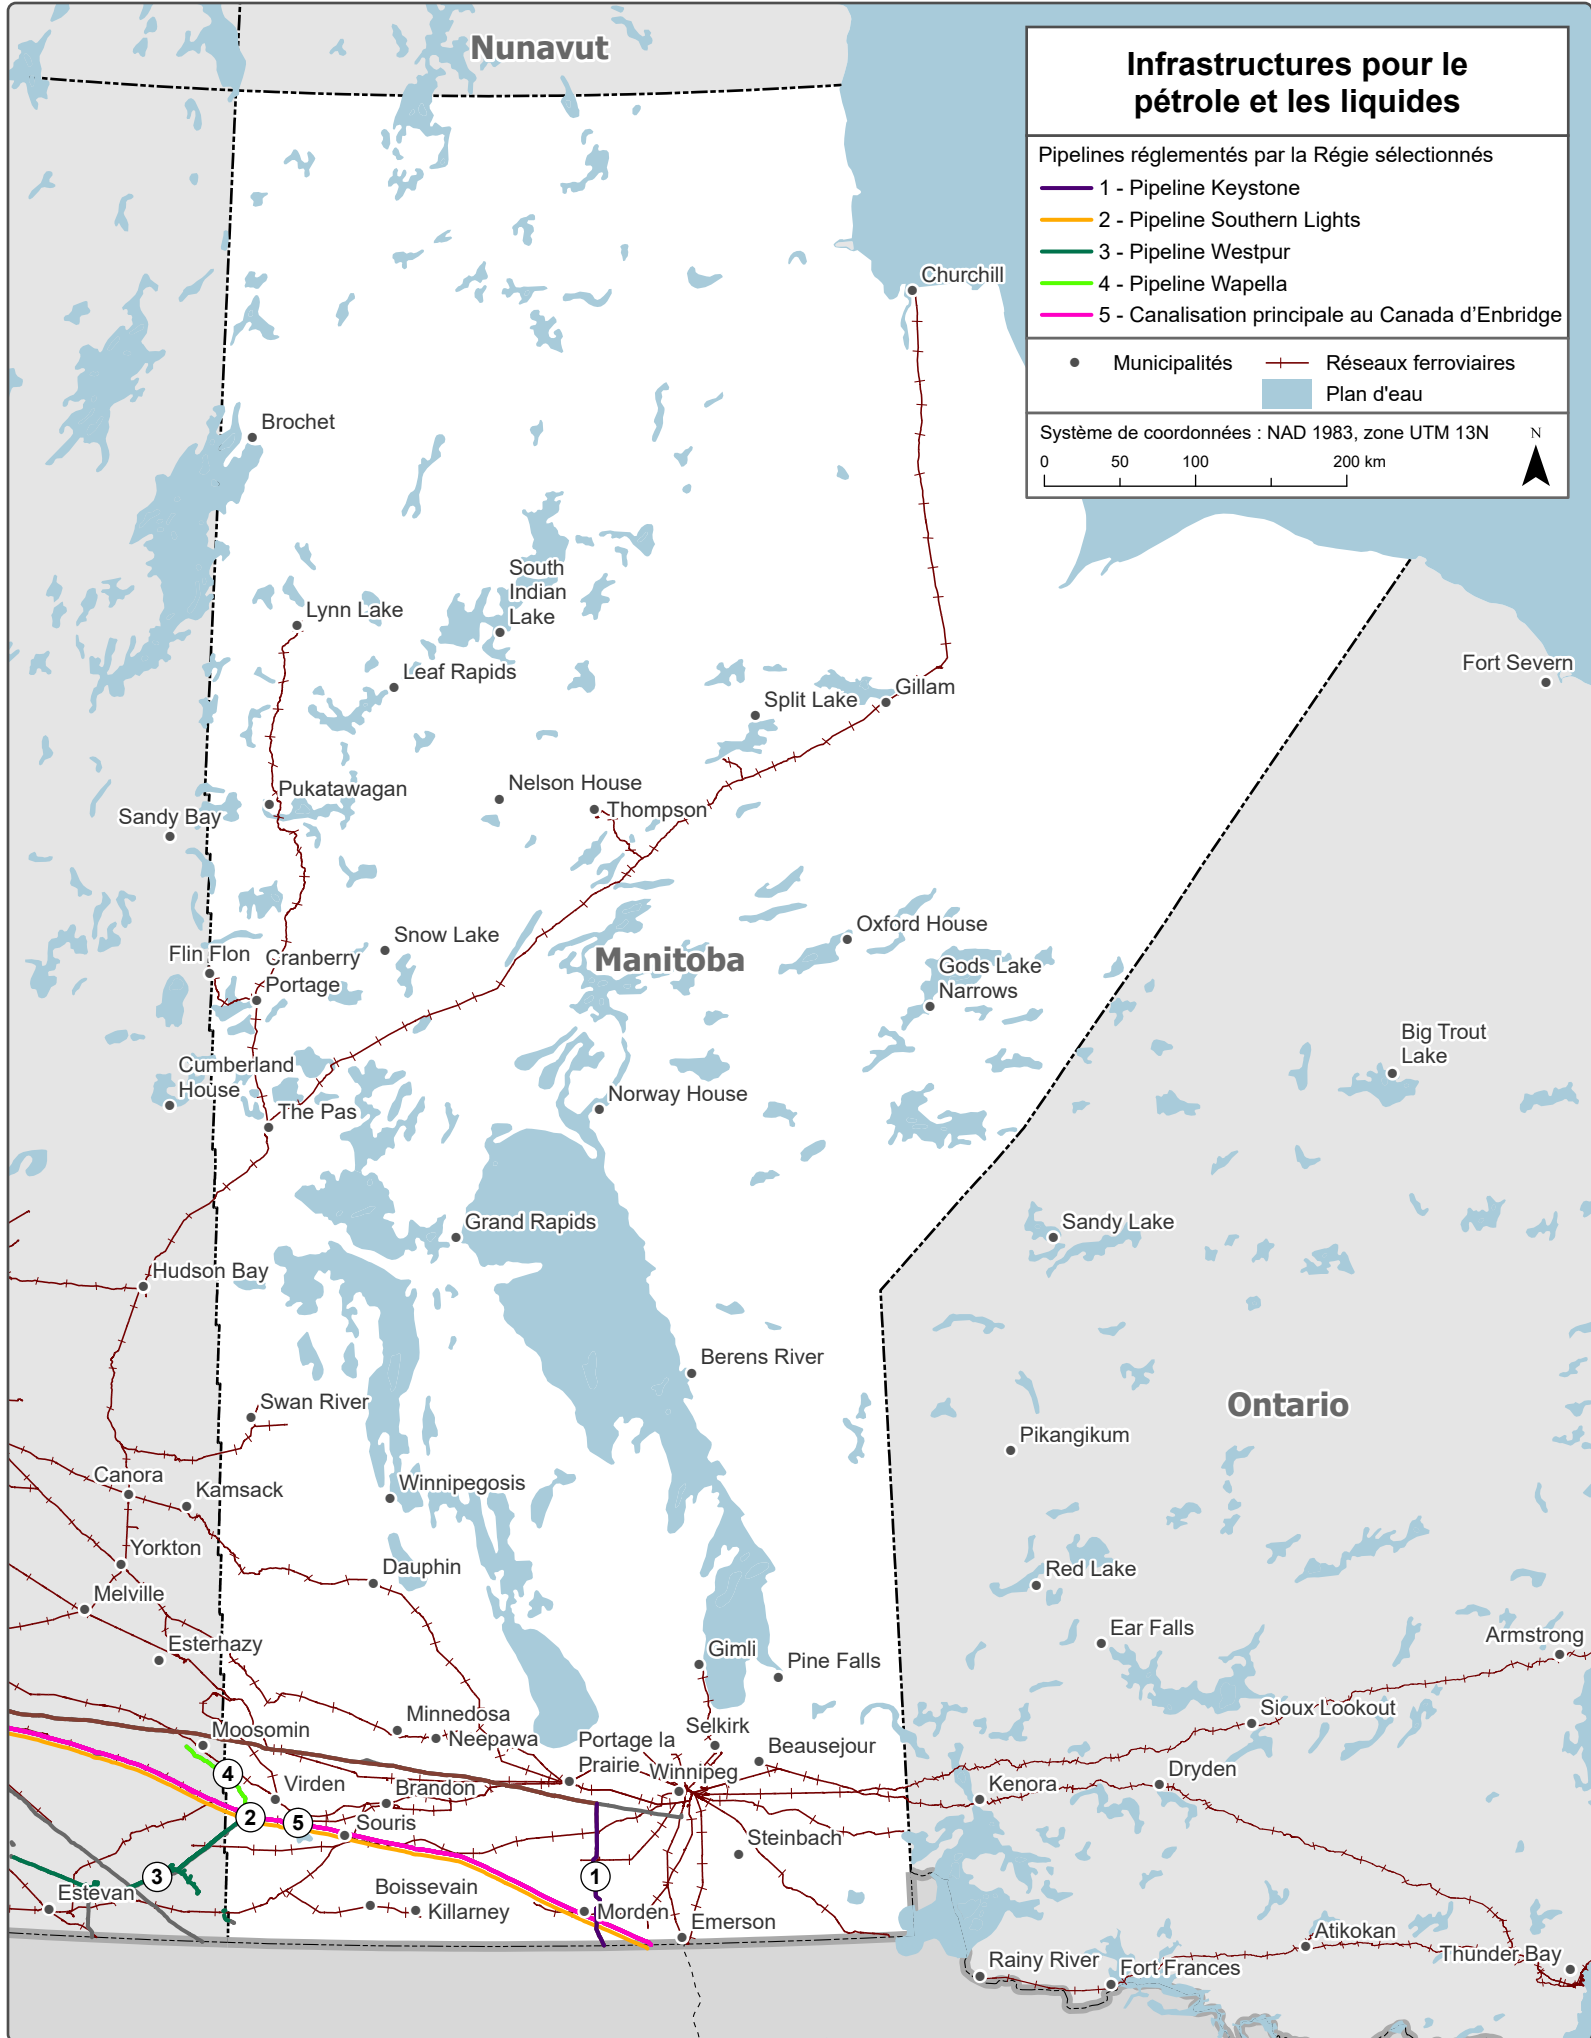 Nunavut
Infrastructures pour le
pétrole et les liquides
Pipelines réglementés par la Régie sélectionnés
1 - Pipeline Keystone
2 - Pipeline Southern Lights
3 - Pipeline Westpur
4 - Pipeline Wapella
5 - Canalisation principale au Canada d’Enbridge
Municipalités
Réseaux ferroviaires
Plan d'eau
Système de coordonnées : NAD 1983, zone UTM 13N
N
0 50 100 200 km
Churchill
Brochet
South
Indian
Lake
Lynn Lake
Leaf Rapids
Fort Severn
Gillam
Split Lake
Nelson House
Pukatawagan
Thompson
Sandy Bay
Oxford House
Snow Lake
Flin Flon
Cranberry
Portage
Manitoba
Gods Lake
Narrows
Big Trout
Lake
Cumberland
House
Norway House
The Pas
Grand Rapids
Sandy Lake
Hudson Bay
Berens River
Swan River
Ontario
Pikangikum
Canora
Kamsack
Winnipegosis
Yorkton
Dauphin
Red Lake
Melville
Ear Falls
Armstrong
Esterhazy
Gimli
Pine Falls
Sioux Lookout
Minnedosa
Moosomin
Neepawa
Portage la
Prairie
Selkirk
Beausejour
Winnipeg
Dryden
Kenora
4
Virden
Brandon
2
5
Souris
Steinbach
3
1
Estevan
Boissevain
Killarney
Morden
Emerson
Atikokan
Thunder Bay
Rainy River
Fort Frances